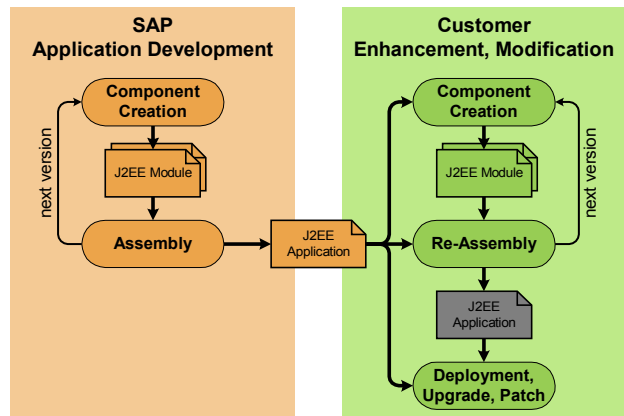 SAP
Application Development
Component
Creation
J2EE Module
Assembly
next version
J2EE
Application
Customer
Enhancement, Modification
Component
Creation
J2EE Module
Re-Assembly
next version
J2EE
Application
Deployment,
Upgrade, Patch